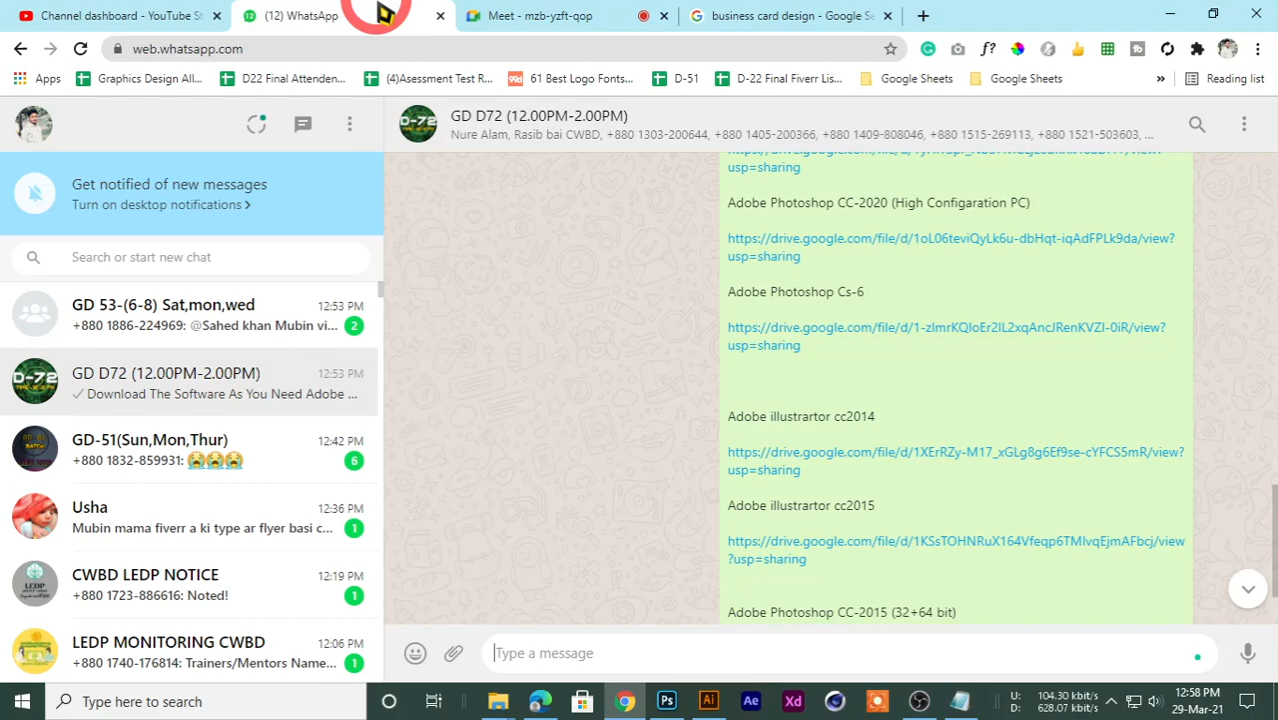 Channel dashboard - YouTube St
(12) WhatsApp
Meet - mzb-yzft-qop
business card design - Google Se
web.whatsapp.com
Apps
Graphics Design All...
D22 Final Attenden...
(4)Asessment Test R...
61 Best Logo Fonts...
D-51
D-22 Final Fiverr Lis...
Google Sheets
Google Sheets
»
Reading list
GD D72 (12.00PM-2.00PM)
Nure Alam, Rasib bai CWBD, +880 1303-200644, +880 1405-200366, +880 1409-808046, +880 1515-269113, +880 1521-503603, ...
Get notified of new messages
Turn on desktop notifications >
Search or start new chat
GD 53-(6-8) Sat,mon,wed
12:53 PM
+880 1886-224969: @Sahed khan Mubin vi...
2
GD D72 (12.00PM-2.00PM)
12:53 PM
Download The Software As You Need Adobe ...
GD-51(Sun,Mon,Thur)
12:42 PM
+880 1832-859931: 😭😭😭
6
Usha
12:36 PM
Mubin mama fiverr a ki type ar flyer basi c...
1
CWBD LEDP NOTICE
12:19 PM
+880 1723-886616: Noted!
1
LEDP MONITORING CWBD
12:06 PM
+880 1740-176814: Trainers/Mentors Name...
1
usp=sharing
Adobe Photoshop CC-2020 (High Configaration PC)
https://drive.google.com/file/d/1oL06teviQyLk6u-dbHqt-iqAdFPLk9da/view?
usp=sharing
Adobe Photoshop Cs-6
https://drive.google.com/file/d/1-zImrKQIoEr2IL2xqAncJRenKVZI-0iR/view?
usp=sharing
Adobe illustrartor cc2014
https://drive.google.com/file/d/1XErRZy-M17_xGLg8g6Ef9se-cYFCS5mR/view?
usp=sharing
Adobe illustrartor cc2015
https://drive.google.com/file/d/1KSsTOHNRuX164Vfeqp6TMIvqEjmAFbcj/view
?usp=sharing
Adobe Photoshop CC-2015 (32+64 bit)
Type a message
Type here to search
U: 104.30 kbit/s
D: 628.07 kbit/s
12:58 PM
29-Mar-21